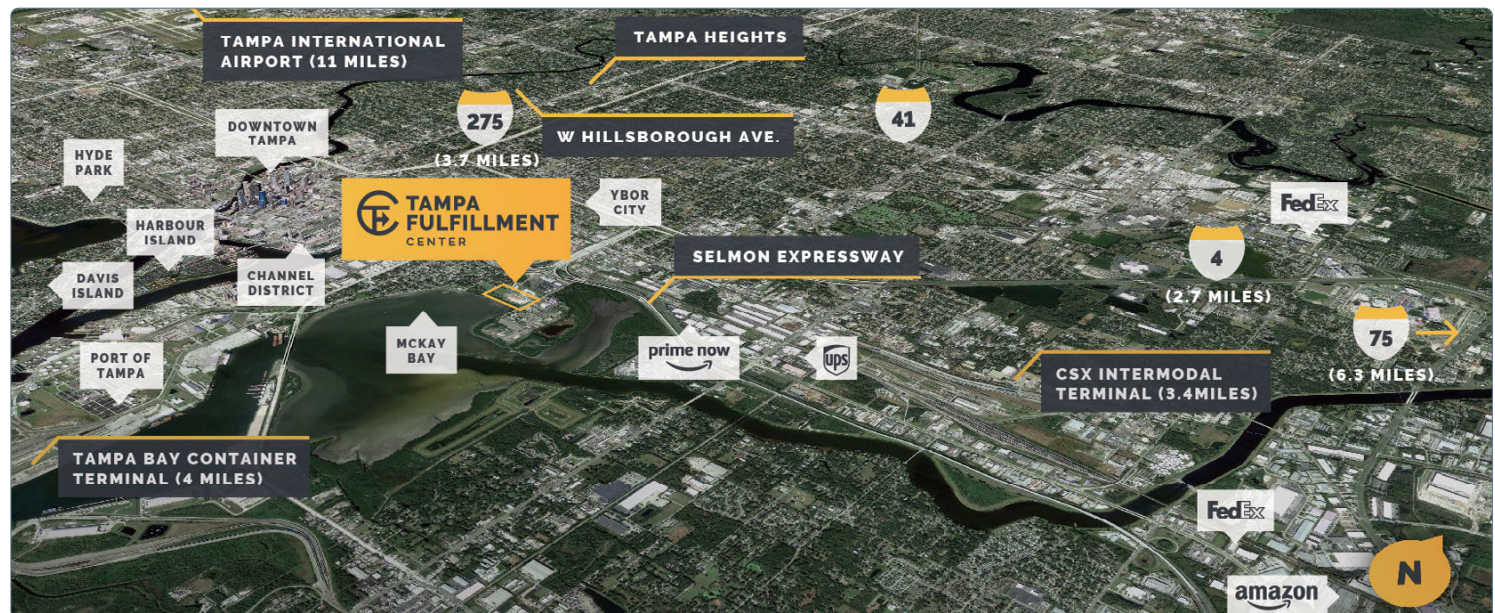 TAMPA INTERNATIONAL
AIRPORT (11 MILES)
TAMPA HEIGHTS
275
(3.7 MILES)
W HILLSBOROUGH AVE.
41
DOWNTOWN
TAMPA
HYDE
PARK
TAMPA
FULFILLMENT
CENTER
YBOR
CITY
FedEx
HARBOUR
ISLAND
SELMON EXPRESSWAY
4
(2.7 MILES)
DAVIS
ISLAND
CHANNEL
DISTRICT
MCKAY
BAY
prime now
ups
75
(6.3 MILES)
PORT OF
TAMPA
CSX INTERMODAL
TERMINAL (3.4MILES)
TAMPA BAY CONTAINER
TERMINAL (4 MILES)
FedEx
amazon
N